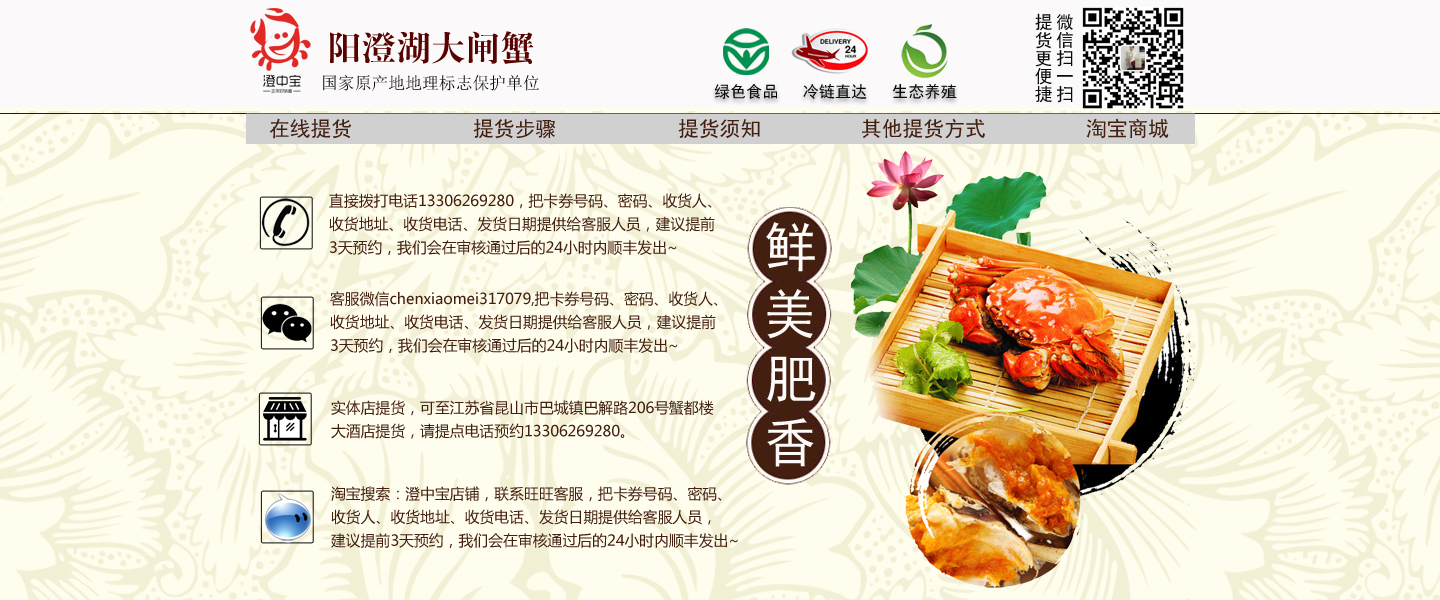 阳澄湖大闸蟹
国家原产地地理标志保护单位
澄中宝
DELIVERY
24
HOUR
绿色食品
冷链直达
生态养殖
微信扫一扫
提货更便捷
在线提货
提货步骤
提货须知
其他提货方式
淘宝商城
直接拨打电话13306269280，把卡券号码、密码、收货人、
收货地址、收货电话、发货日期提供给客服人员，建议提前
3天预约，我们会在审核通过后的24小时内顺丰发出~
客服微信chenxiaomei317079,把卡券号码、密码、收货人、
收货地址、收货电话、发货日期提供给客服人员，建议提前
3天预约，我们会在审核通过后的24小时内顺丰发出~
实体店提货，可至江苏省昆山市巴城镇巴解路206号蟹都楼
大酒店提货，请提点电话预约13306269280。
淘宝搜索：澄中宝店铺，联系旺旺客服，把卡券号码、密码、
收货人、收货地址、收货电话、发货日期提供给客服人员，
建议提前3天预约，我们会在审核通过后的24小时内顺丰发出~
鲜美肥香